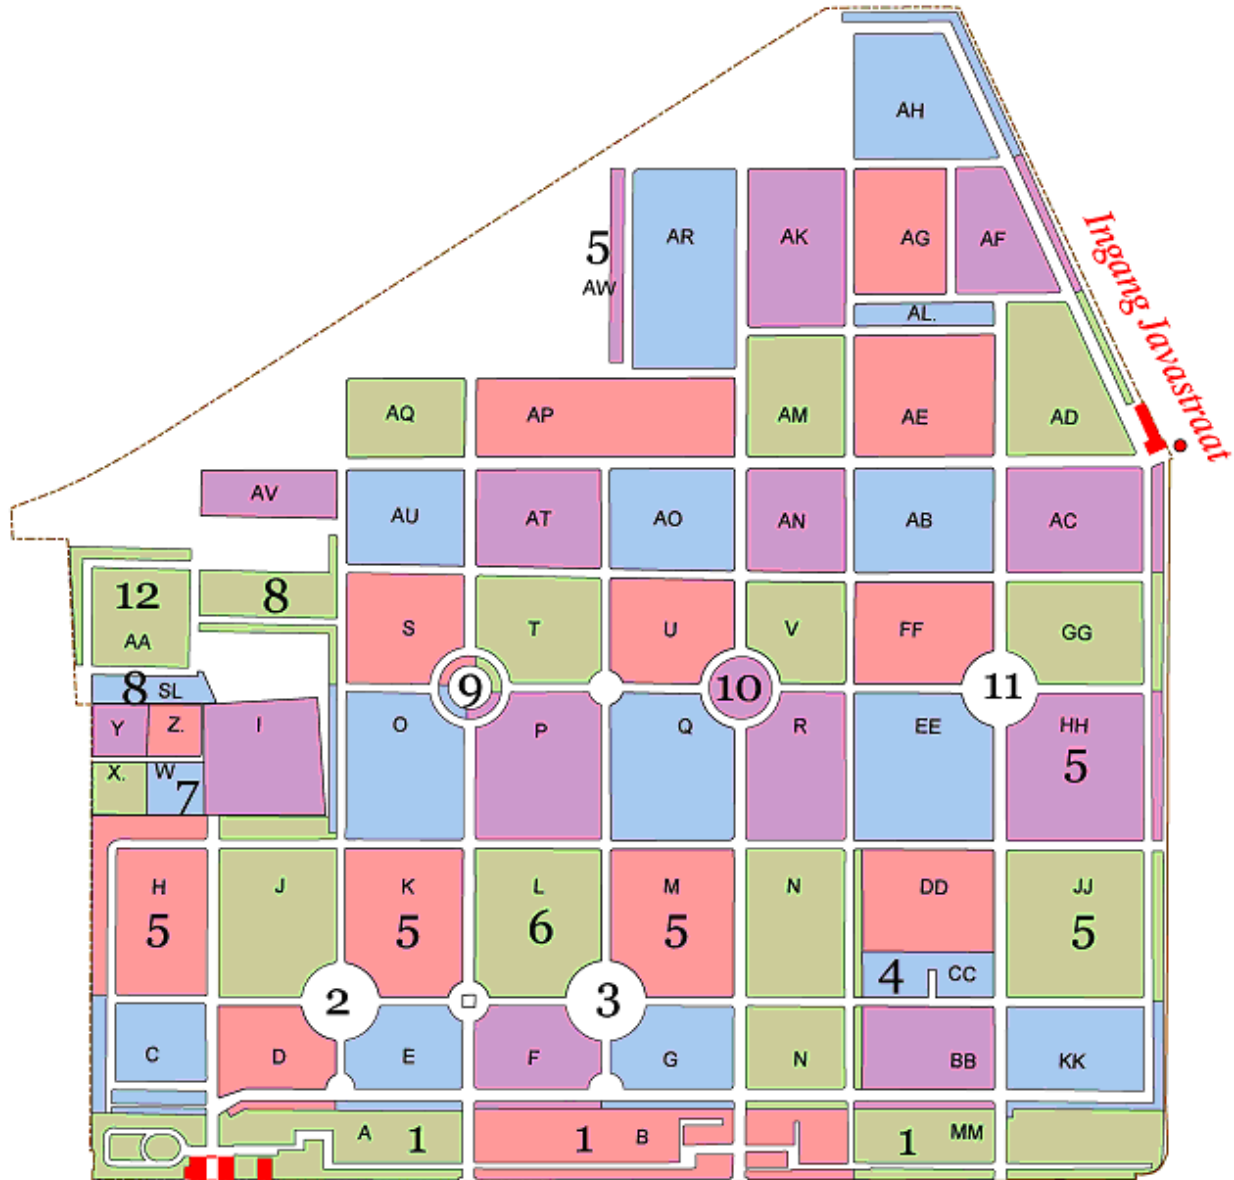 AH
Ingang Javastraat
5
AR
AK
AG
AF
AW
AL.
AQ
AP
AM
AE
AD
AV
AU
AT
AO
AN
AB
AC
12
8
AA
S
T
U
V
FF
GG
8 SL
9
10
11
Y
Z.
I
O
P
Q
R
EE
HH
5
X.
W
7
H
J
K
L
M
N
DD
JJ
5
5
6
5
5
4
CC
2
3
C
D
E
F
G
N
BB
KK
A
1
1
B
1
MM